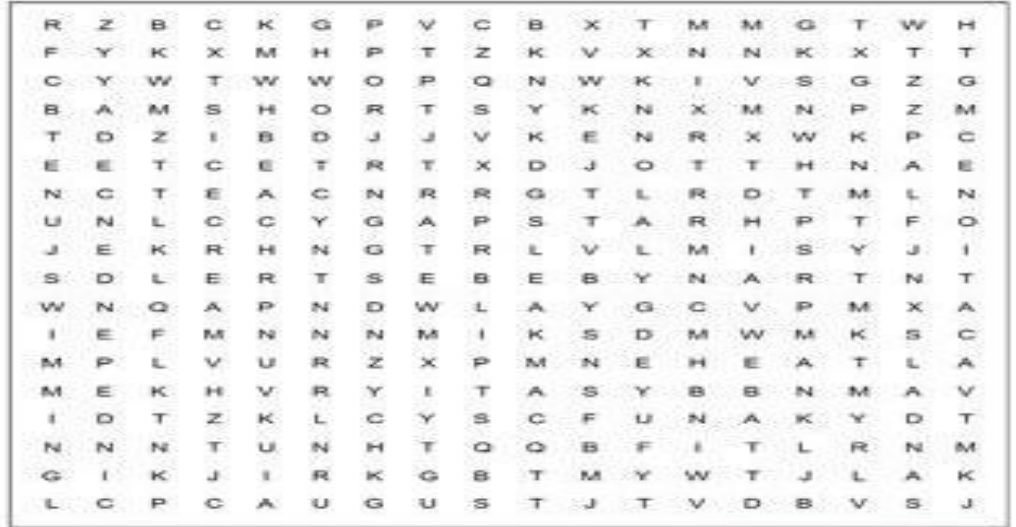 R Z B C K G P V C B X T M M G T W H
F Y K X M H P T Z K V X N N K X T T
C Y W T W W O P Q N W K I V S G Z G
B A M S H O R T S Y K N X M N P Z M
T D Z I B D J J V K E N R X W K P C
E E T C E T R T X D J O T T H N A E
N C T E A C N R R G T L R D T M L N
U N L C C Y G A P S T A R H P T F O
J E K R H N G T R L V L M I S Y J I
S D L E R T S E B E B Y N A R T N T
W N Q A P N D W L A Y G C V P M X A
I E F M N N N M I K S D M W M K S C
M P L V U R Z X P M N E H E A T L A
M E K H V R Y I T A S Y B B N M A V
I D T Z K L C Y S C F U N A K Y D T
N N N T U N H T Q Q B F I T L R N M
G I K J I R K G B T M Y W T J L A K
L C P C A U G U S T J T V D B V S J